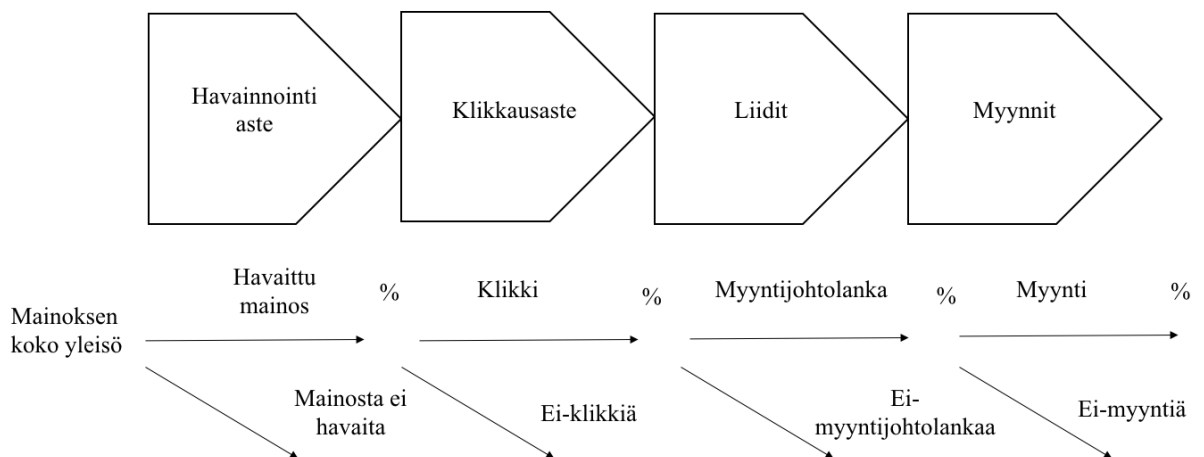 Havainnointi
aste
Klikkausaste
Liidit
Myynnit
Mainoksen
koko yleisö
Havaittu
mainos
%
Klikki
%
Myyntijohtolanka
%
Myynti
%
Mainosta ei
havaita
Ei-klikkiä
Ei-
myyntijohtolankaa
Ei-myyntiä